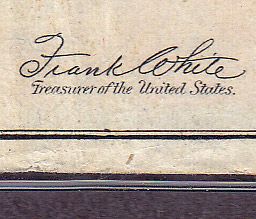 Frank White
Treasurer of the United States.